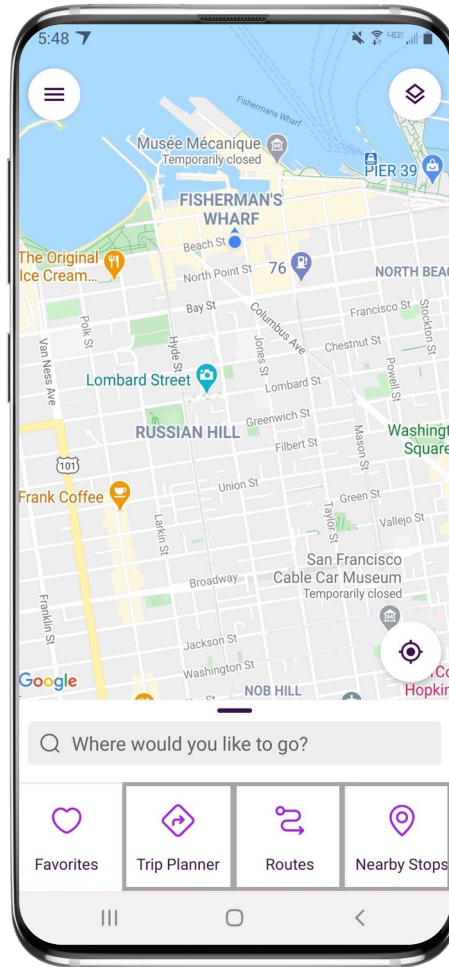 5:48
4GE
Fishermans Wharf
Musée Mécanique
Temporarily closed
PIER 39
FISHERMAN'S
WHARF
Beach St
The Original
Ice Cream...
North Point St
76
NORTH BEA
Bay St
Columbus Ave
Francisco St
Stockton St
Polk St
Hyde St
Jones St
Chestnut St
Van Ness Ave
Powell St
Lombard Street
Lombard St
Greenwich St
RUSSIAN HILL
Washingt
Square
Filbert St
Mason St
101
Union St
Frank Coffee
Green St
Taylor St
Larkin St
Vallejo St
San Francisco
Cable Car Museum
Temporarily closed
Broadway
Franklin St
Jackson St
Google
Washington St
Co
Hopkin
NOB HILL
Where would you like to go?
Favorites
Trip Planner
Routes
Nearby Stops